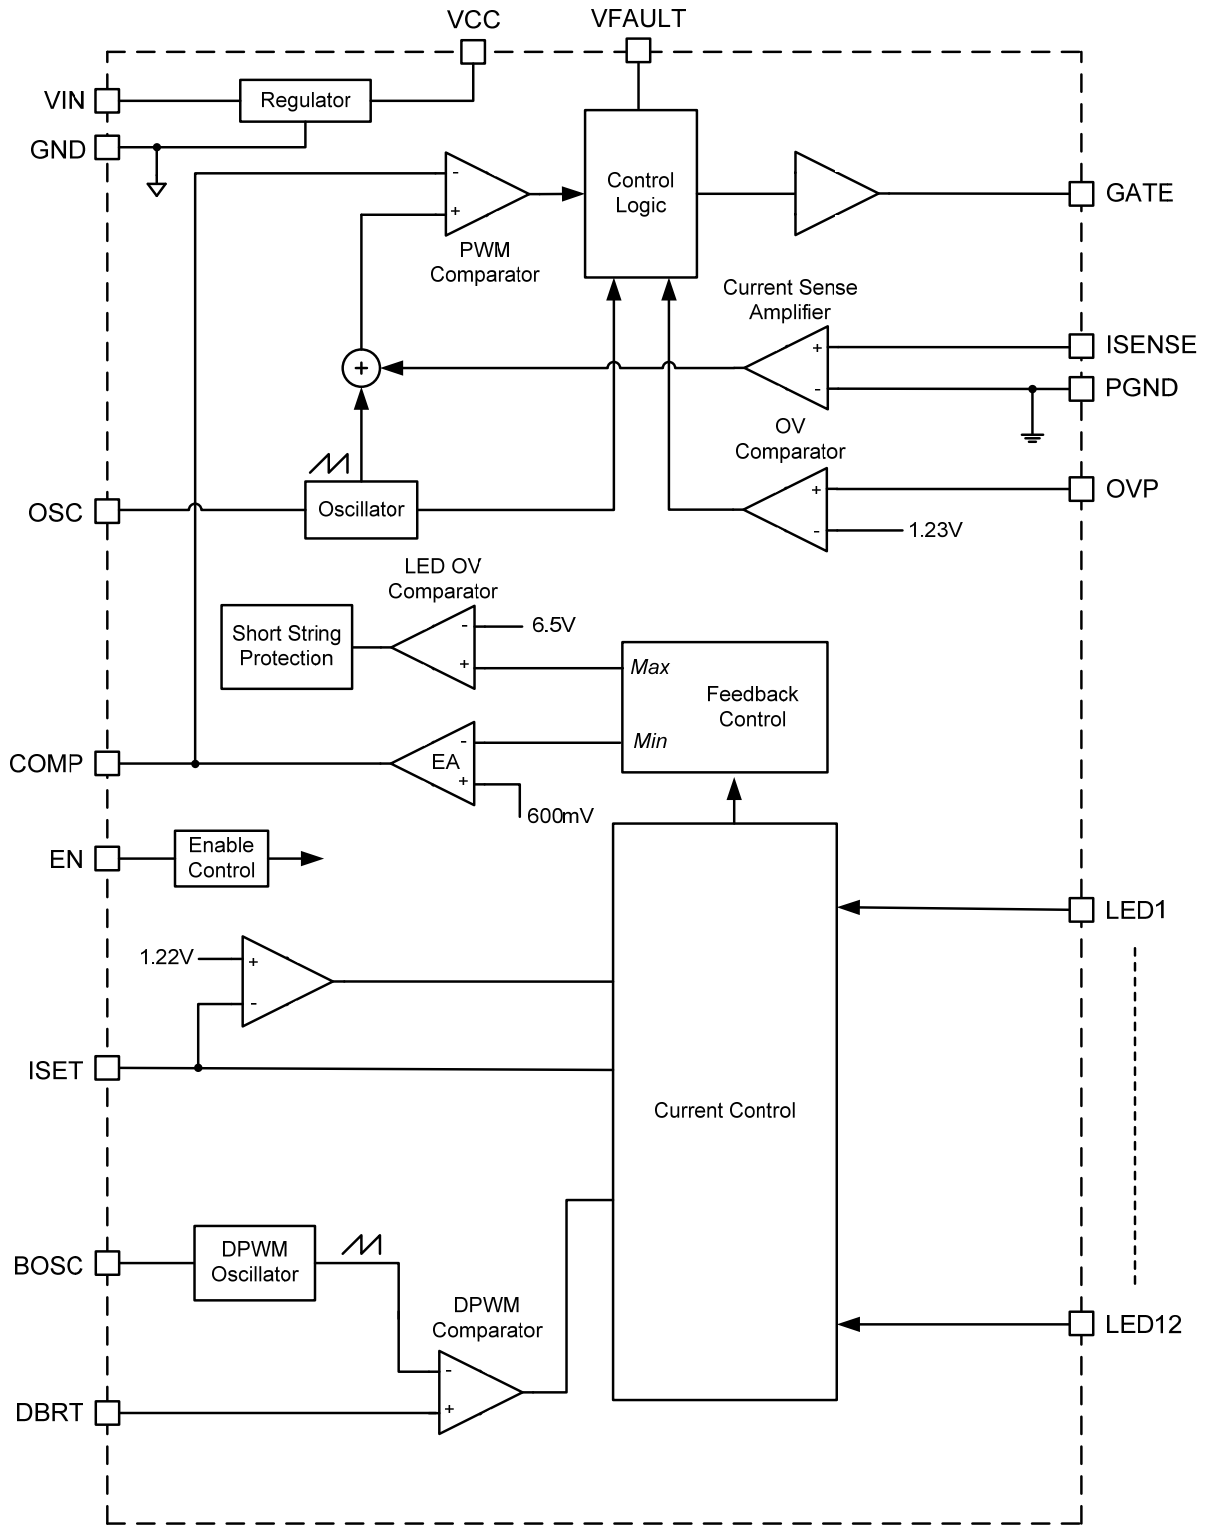 VCC
VFAULT
VIN
Regulator
GND
-
+
PWM
Comparator
Control
Logic
GATE
Current Sense
Amplifier
+
-
ISENSE
PGND
+
OV
Comparator
+
-
OVP
1.23V
OSC
Oscillator
LED OV
Comparator
Short String
Protection
-
+
6.5V
Max
Feedback
Control
Min
COMP
EA
-
+
600mV
EN
Enable
Control
LED1
1.22V
+
-
ISET
Current Control
BOSC
DPWM
Oscillator
DPWM
Comparator
LED12
-
+
DBRT